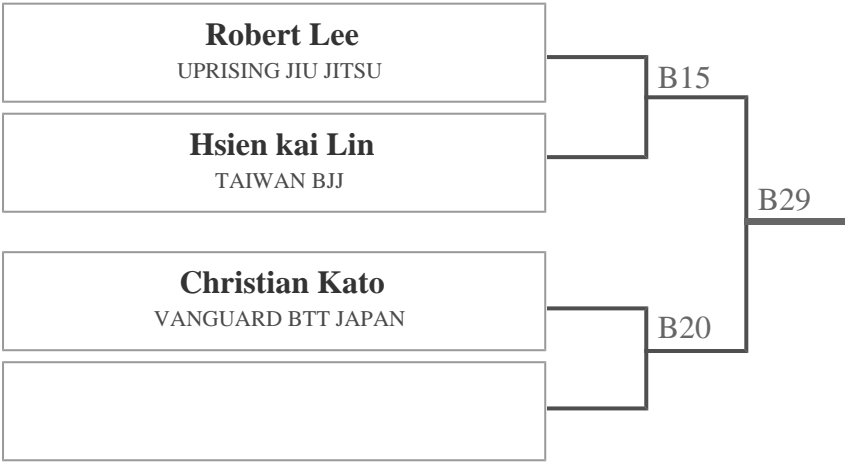 Robert Lee
UPRISING JIU JITSU
B15
Hsien kai Lin
TAIWAN BJJ
B29
Christian Kato
VANGUARD BTT JAPAN
B20